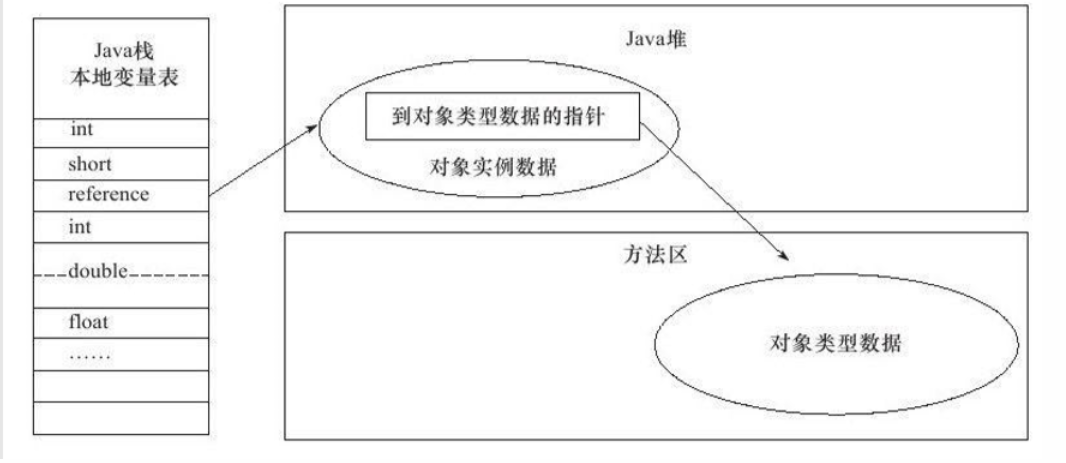 Java栈
本地变量表
int
short
reference
int
double
float
……
Java堆
到对象类型数据的指针
对象实例数据
方法区
对象类型数据